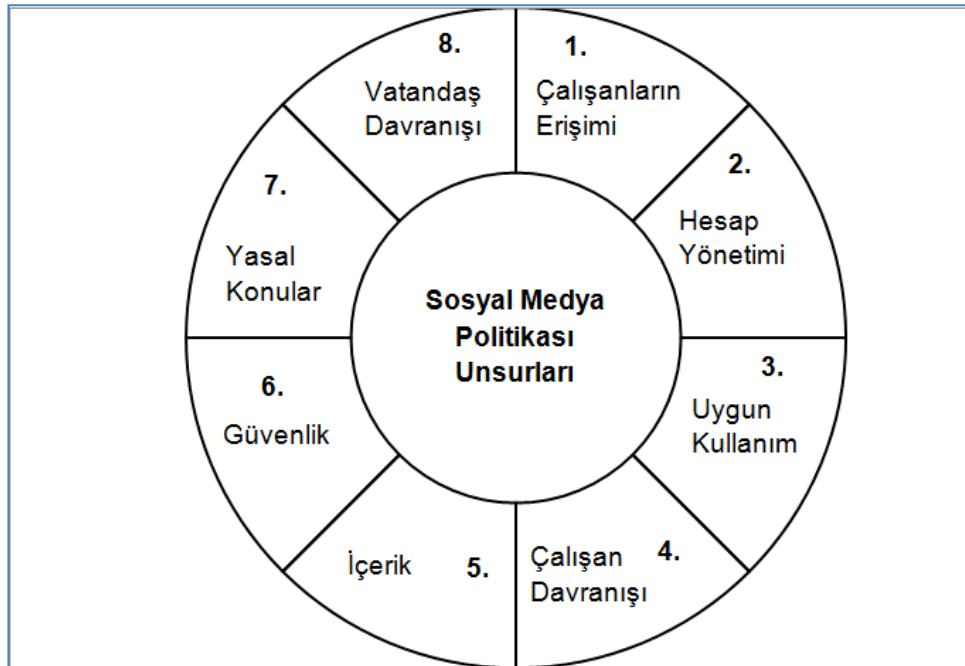 Sosyal Medya
Politikası
Unsurları
1.
Çalışanların
Erişimi
2.
Hesap
Yönetimi
3.
Uygun
Kullanım
4.
Çalışan
Davranışı
5.
İçerik
6.
Güvenlik
7.
Yasal
Konular
8.
Vatandaş
Davranışı